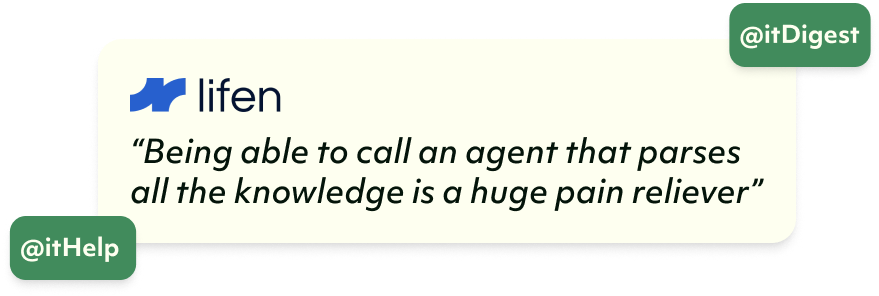 @itDigest
lifen
“Being able to call an agent that parses
all the knowledge is a huge pain reliever”
@itHelp